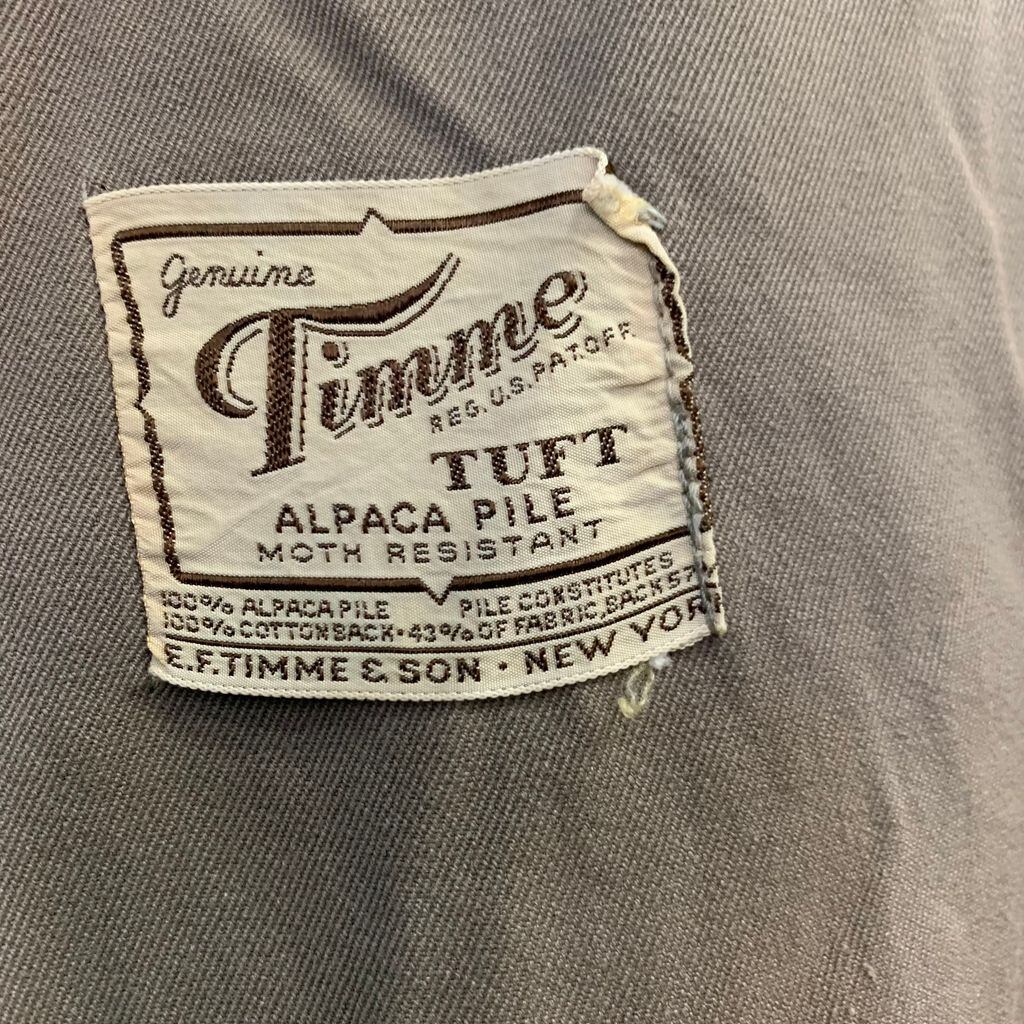 Genuine
Timme
REG. U.S. PAT. OFF.
TUFT
ALPACA PILE
MOTH RESISTANT
100% ALPACA PILE PILE CONSTITUTES
100% COTTON BACK • 43% OF FABRIC, BACK
E.F. TIMME & SON • NEW YORK